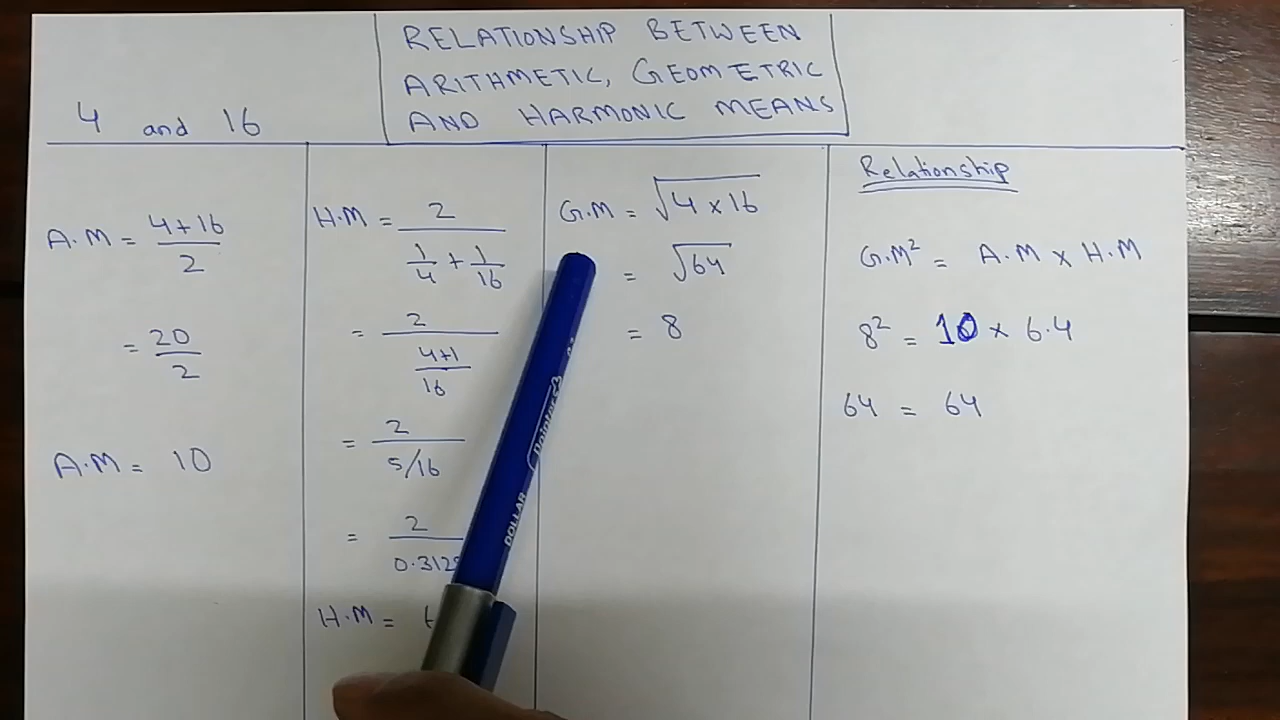 RELATIONSHIP BETWEEN
ARITHMETIC, GEOMETRIC
AND HARMONIC MEANS
4 and 16
A.M = 4+16
2
= 20
2
A.M = 10
H.M = 2
1/4 + 1/16
= 2
4+1
16
= 2
5/16
= 2
0.312
H.M =
G.M = √4 × 16
= √64
= 8
Relationship
G.M² = A.M × H.M
8² = 10 × 6.4
64 = 64
Pointer
DOLLAR